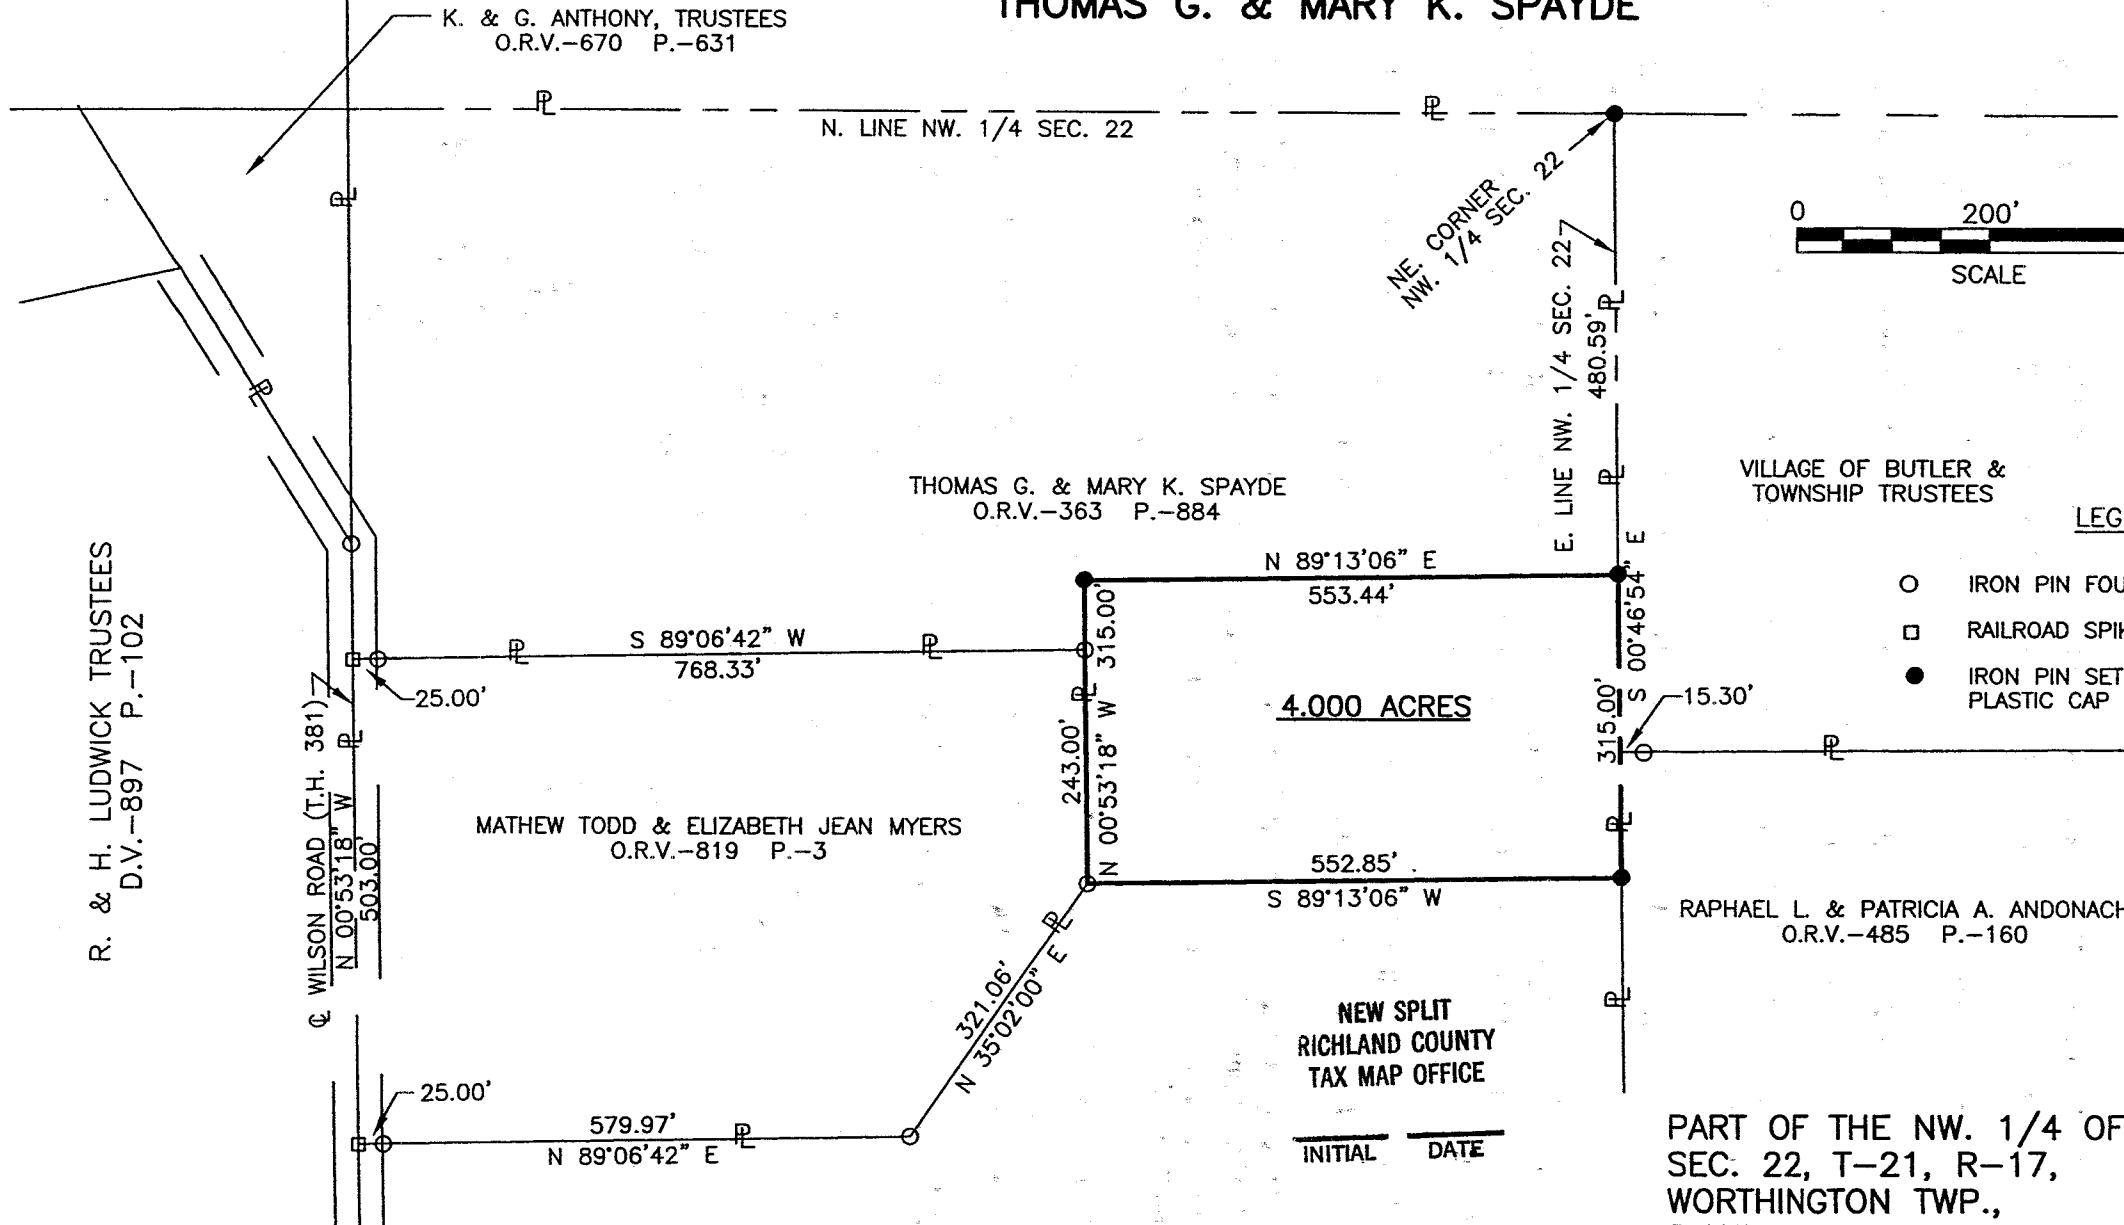 THOMAS G. & MARY K. SPAYDE
K. & G. ANTHONY, TRUSTEES
O.R.V.-670 P.-631
N. LINE NW. 1/4 SEC. 22
NE. CORNER
NW. 1/4 SEC. 22
E. LINE NW. 1/4 SEC. 22
480.59'
0 200'
SCALE
VILLAGE OF BUTLER &
TOWNSHIP TRUSTEES
LEG
IRON PIN FOU
RAILROAD SPI
IRON PIN SET
PLASTIC CAP
THOMAS G. & MARY K. SPAYDE
O.R.V.-363 P.-884
N 89°13'06" E
553.44'
S 00°46'54" E
315.00'
15.30'
315.00'
243.00'
N 00°53'18" W
4.000 ACRES
S 89°06'42" W
768.33'
25.00'
R. & H. LUDWICK TRUSTEES
D.V.-897 P.-102
℄ WILSON ROAD (T.H. 381)
N 00°53'18" W
503.00'
MATHEW TODD & ELIZABETH JEAN MYERS
O.R.V.-819 P.-3
552.85'
S 89°13'06" W
RAPHAEL L. & PATRICIA A. ANDONAC
O.R.V.-485 P.-160
321.06'
N 35°02'00" E
25.00'
579.97'
N 89°06'42" E
NEW SPLIT
RICHLAND COUNTY
TAX MAP OFFICE
INITIAL DATE
PART OF THE NW. 1/4 OF
SEC. 22, T-21, R-17,
WORTHINGTON TWP.,